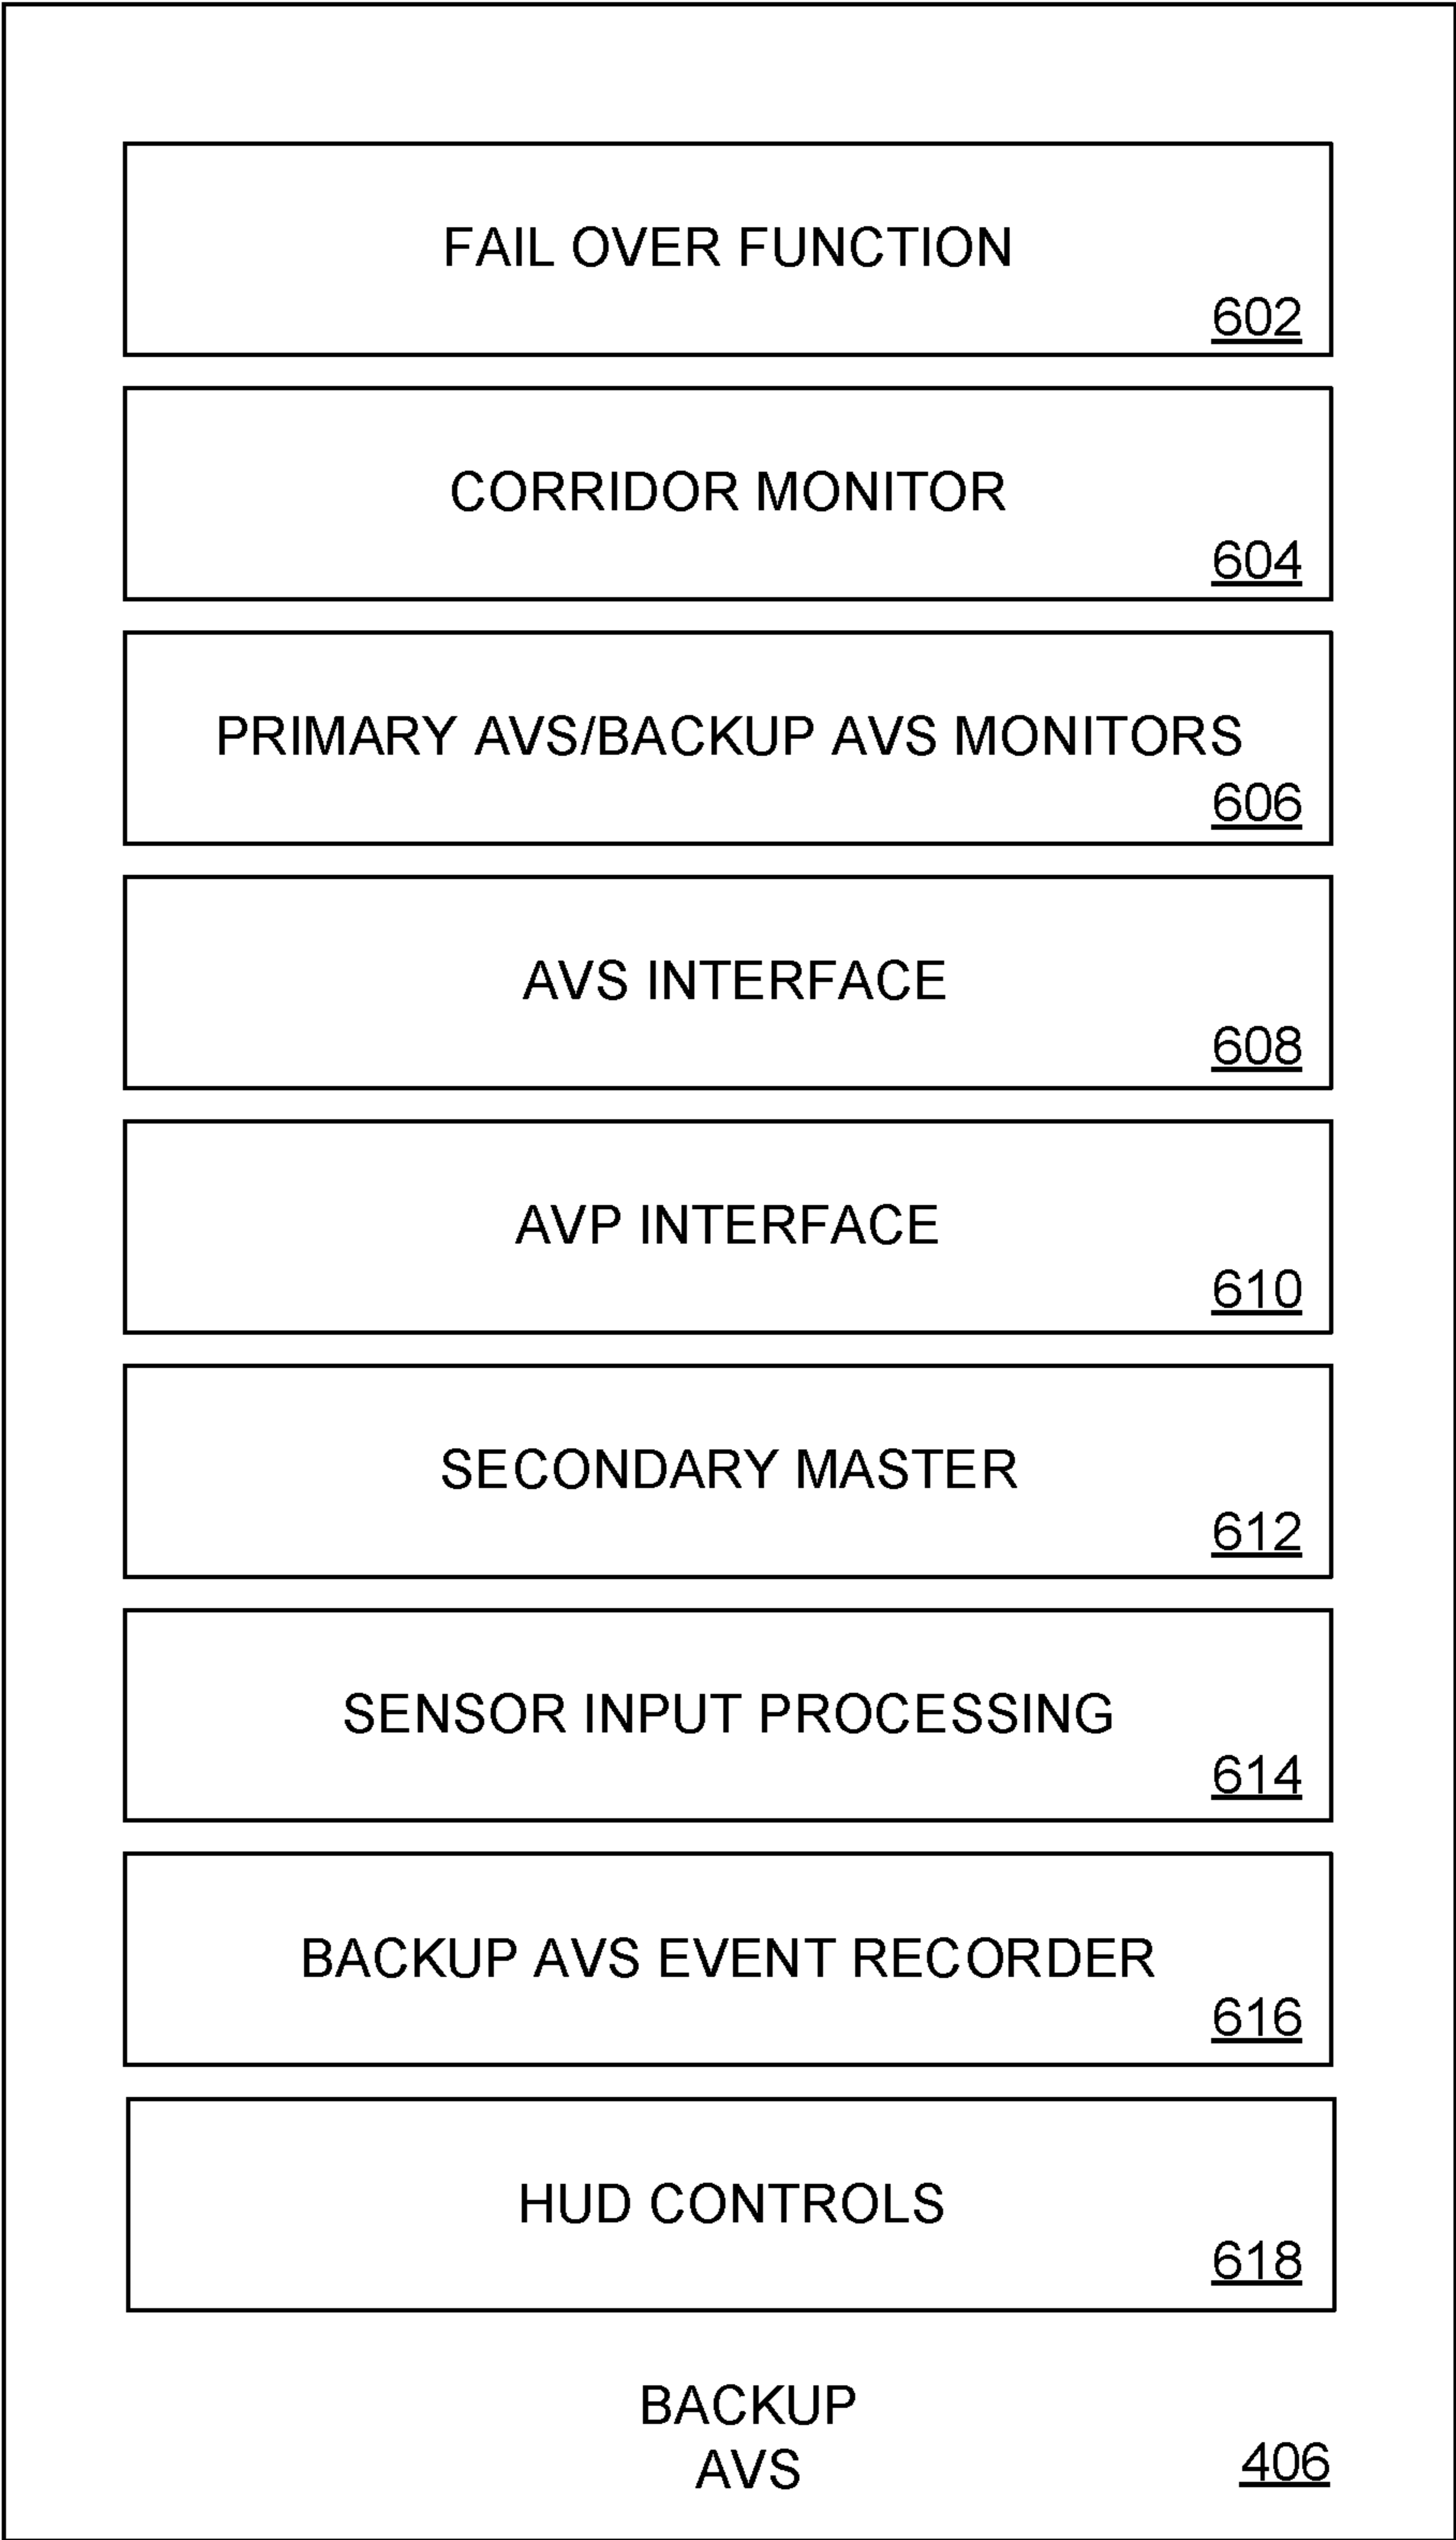 FAIL OVER FUNCTION
602
CORRIDOR MONITOR
604
PRIMARY AVS/BACKUP AVS MONITORS
606
AVS INTERFACE
608
AVP INTERFACE
610
SECONDARY MASTER
612
SENSOR INPUT PROCESSING
614
BACKUP AVS EVENT RECORDER
616
HUD CONTROLS
618
BACKUP
AVS
406